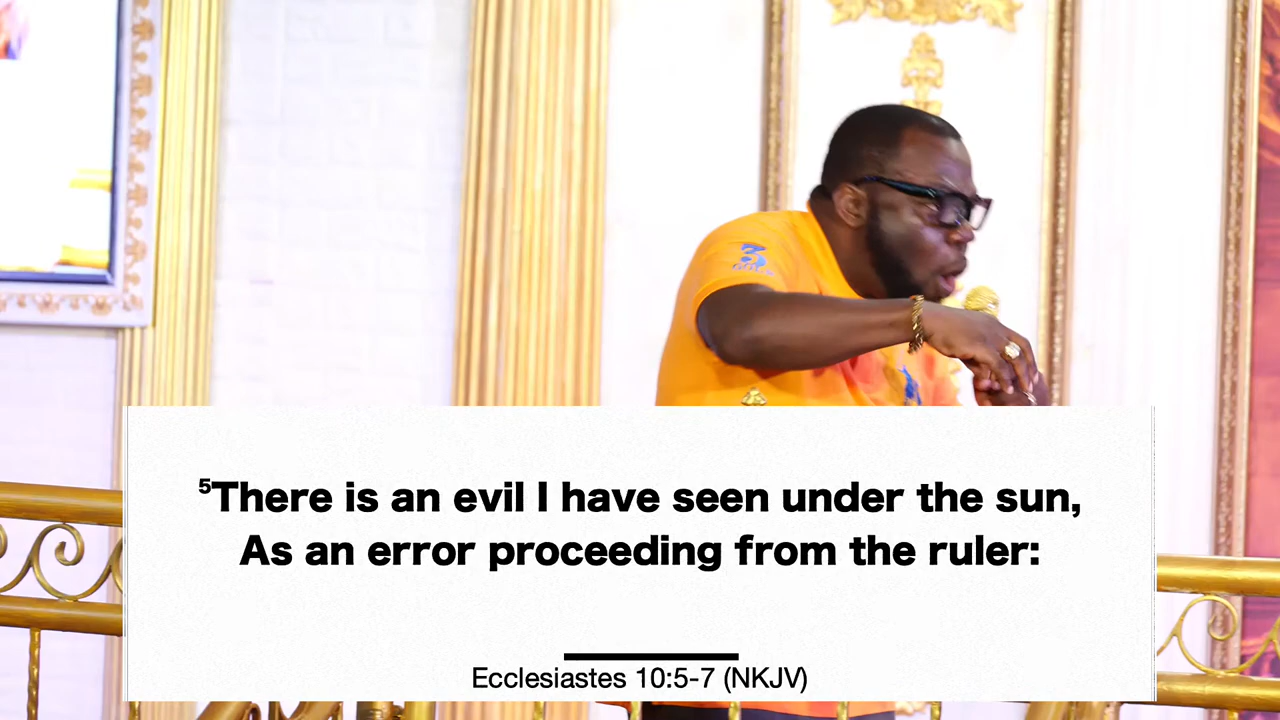 3
⁵There is an evil I have seen under the sun,
As an error proceeding from the ruler:
Ecclesiastes 10:5-7 (NKJV)